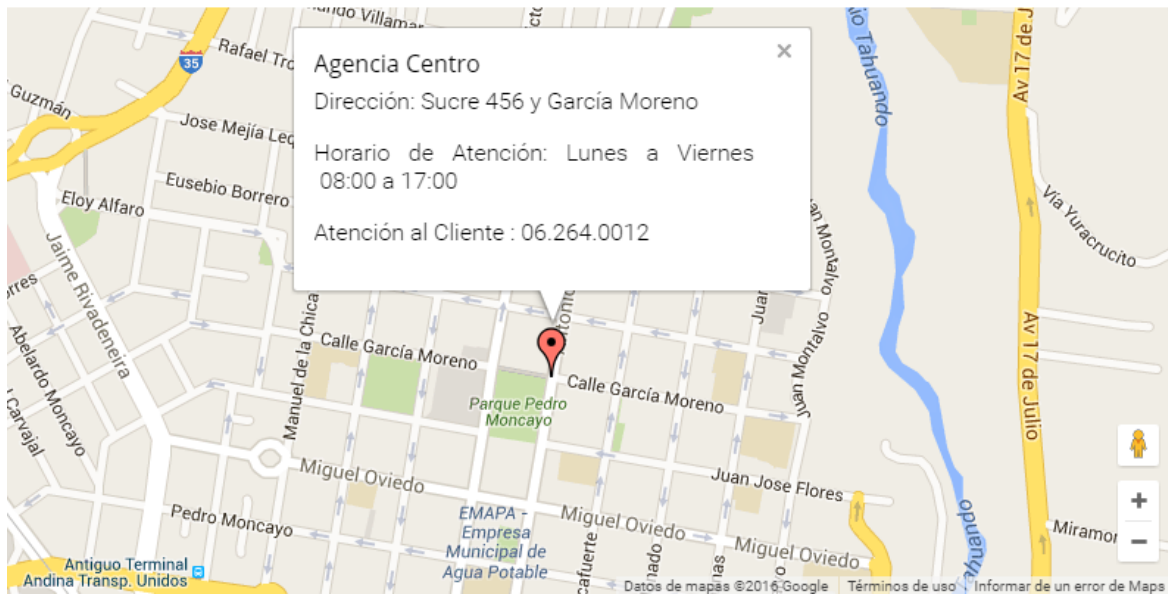 Rafael Tro
35
Guzmán
Jose Mejía Leq
Eusebio Borrero
Eloy Alfaro
Agencia Centro
×
Dirección: Sucre 456 y García Moreno
Horario de Atención: Lunes a Viernes
08:00 a 17:00
Atención al Cliente : 06.264.0012
Río Tahuando
Av 17 de J
Vía Yuracrucito
Juan Montalvo
Jaime Rivadeneira
Manuel de la Chica
Abelardo Moncayo
Carvajal
Calle García Moreno
Calle García Moreno
Juan Montalvo
Av 17 de Julio
Parque Pedro
Moncayo
Miguel Oviedo
Juan Jose Flores
Pedro Moncayo
EMAPA -
Empresa
Municipal de
Agua Potable
Miguel Oviedo
Miguel Oviedo
Miramor
+
−
Antiguo Terminal
Andina Transp. Unidos
Datos de mapas ©2016 Google
Términos de uso
Informar de un error de Maps